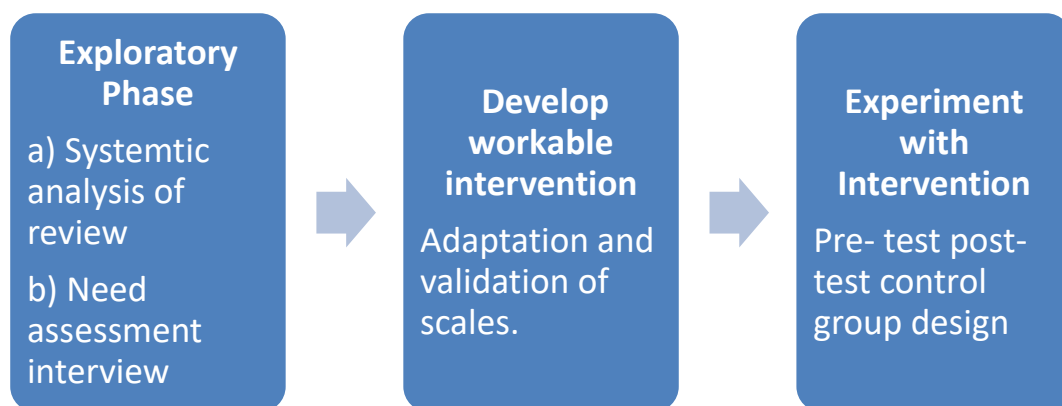 Exploratory
Phase
a) Systemtic
analysis of
review
b) Need
assessment
interview
Develop
workable
intervention
Adaptation and
validation of
scales.
Experiment
with
Intervention
Pre- test post-
test control
group design